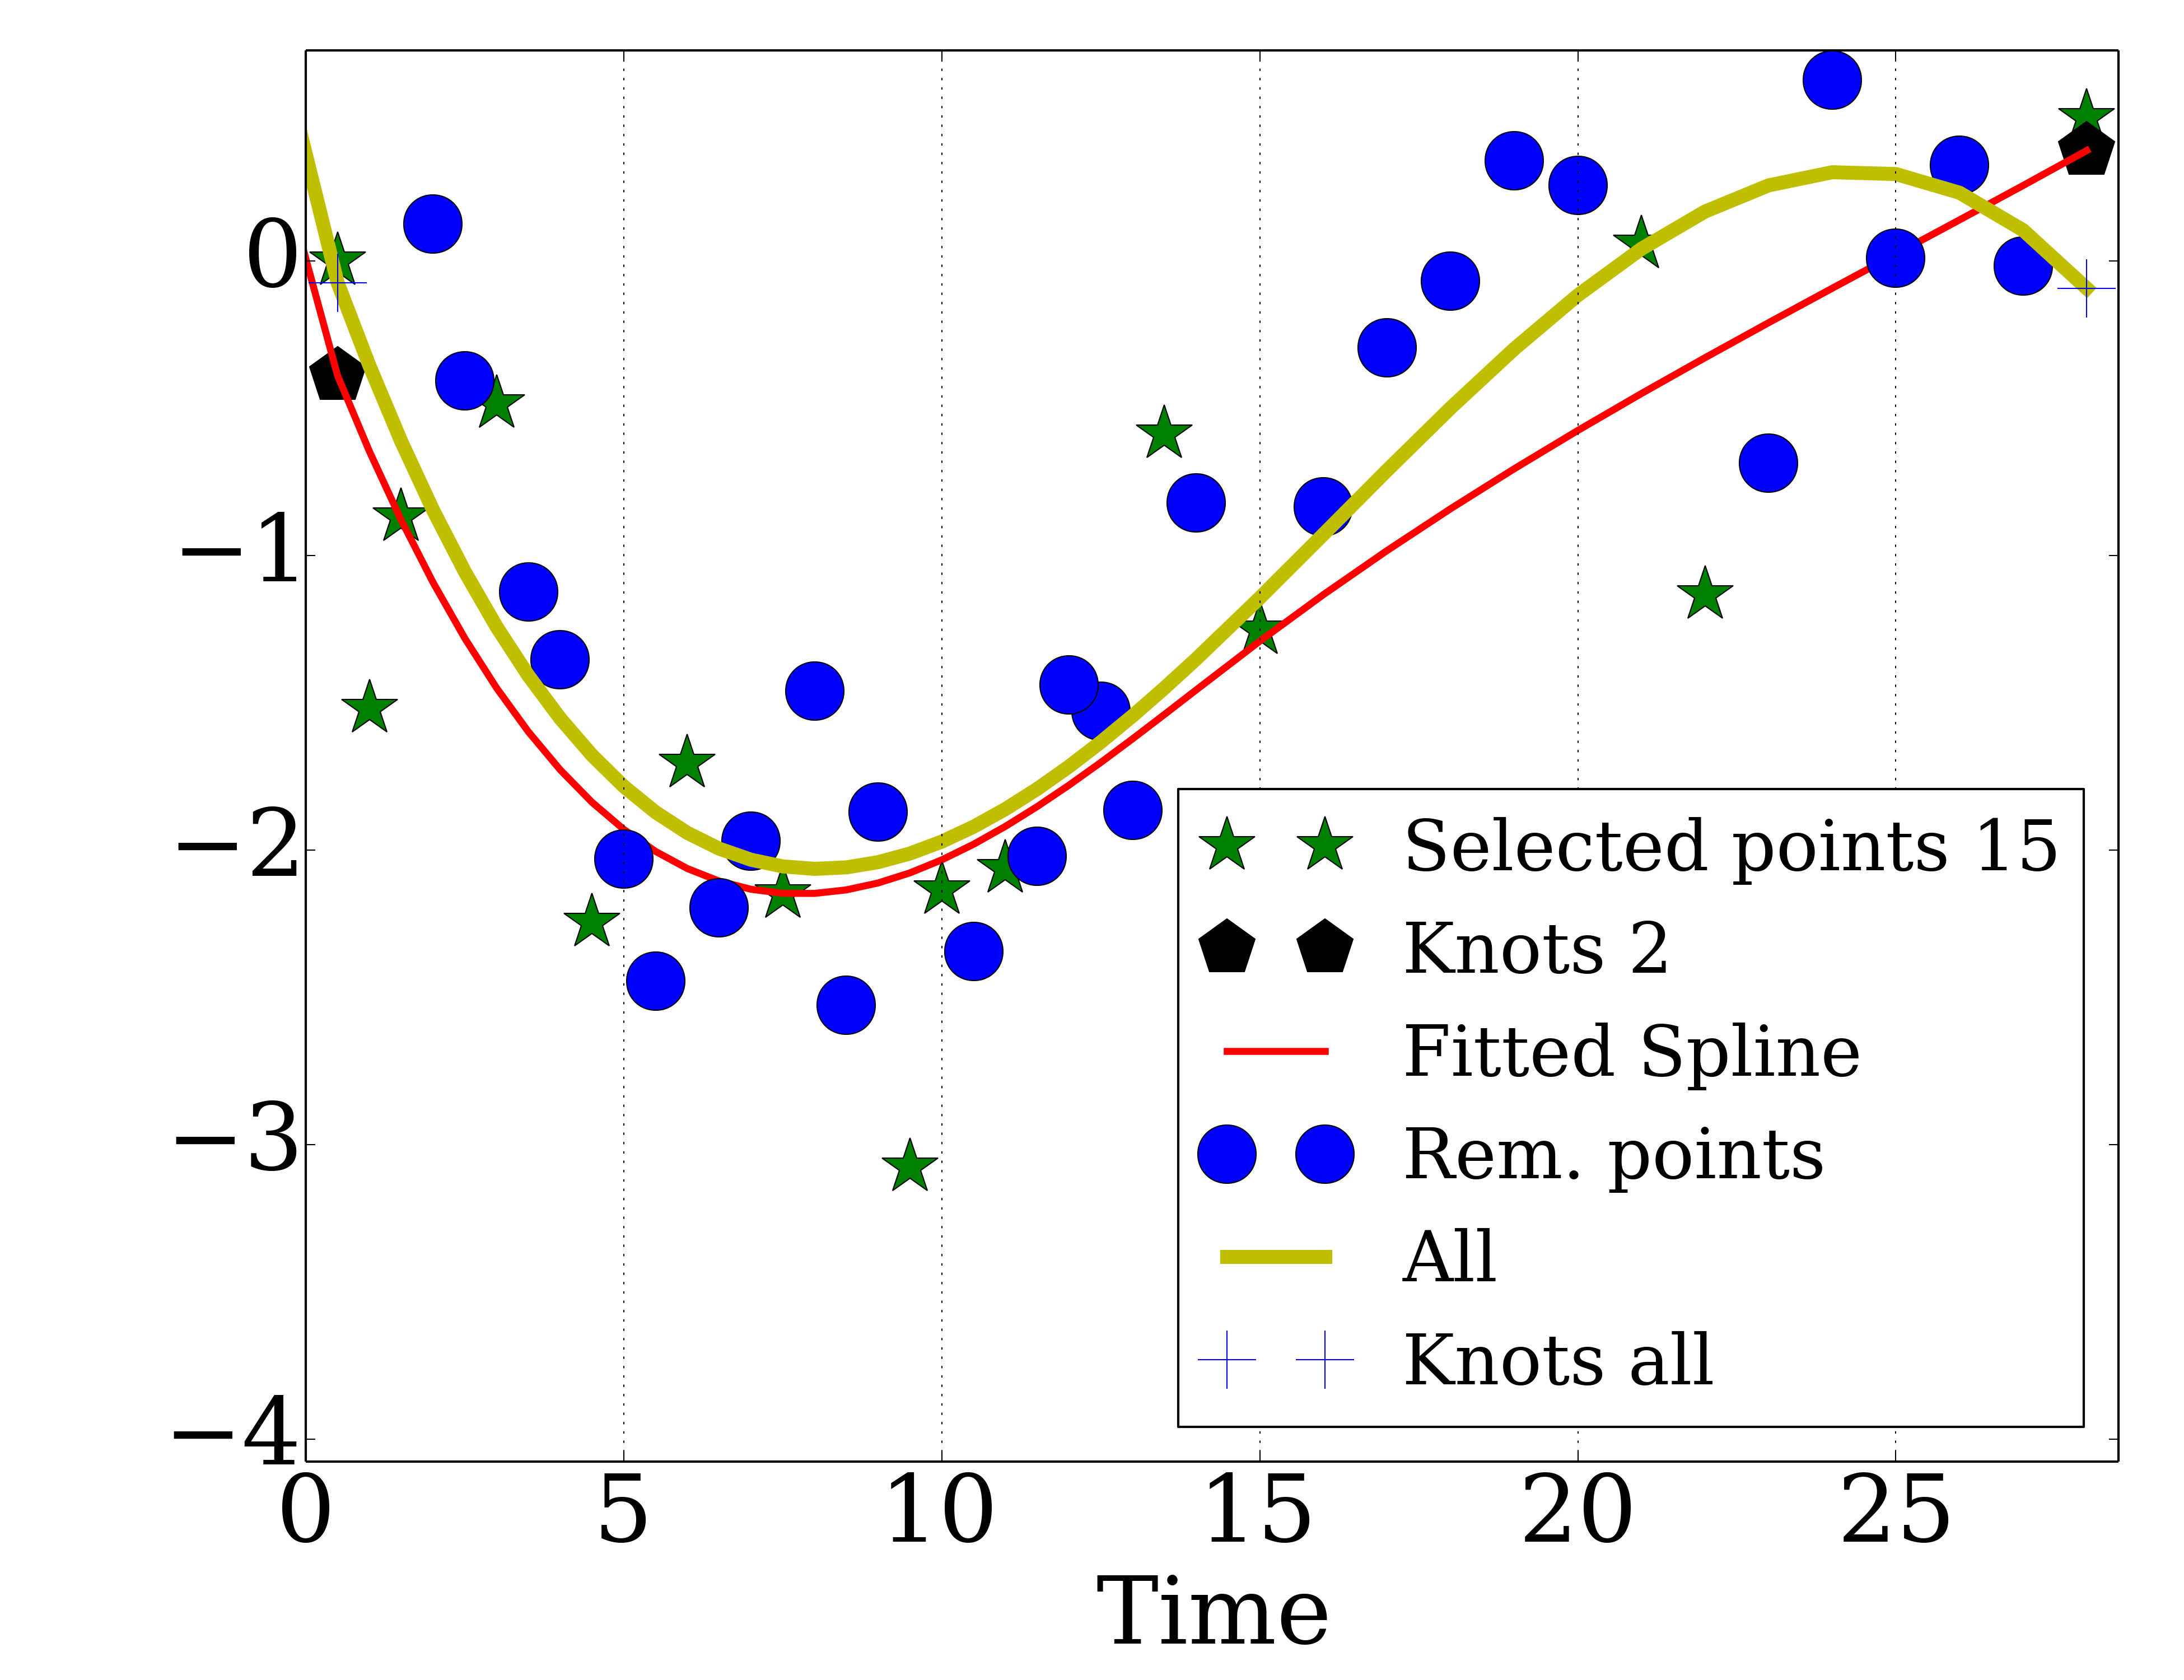 0
−1
−2
−3
−4
0 5 10 15 20 25
Time
Selected points 15
Knots 2
Fitted Spline
Rem. points
All
Knots all